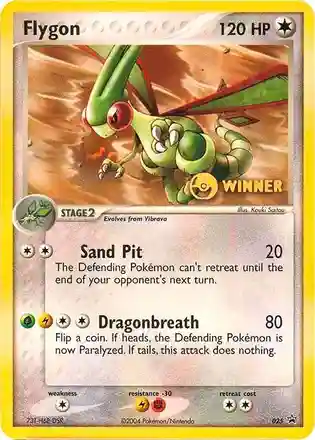 Flygon 120 HP
WINNER
Illus. Kouki Saitou
STAGE2
Evolves from Vibrava
Sand Pit 20
The Defending Pokémon can't retreat until the
end of your opponent's next turn.
Dragonbreath 80
Flip a coin. If heads, the Defending Pokémon is
now Paralyzed. If tails, this attack does nothing.
weakness resistance -30 retreat cost
©2004 Pokémon/Nintendo 025